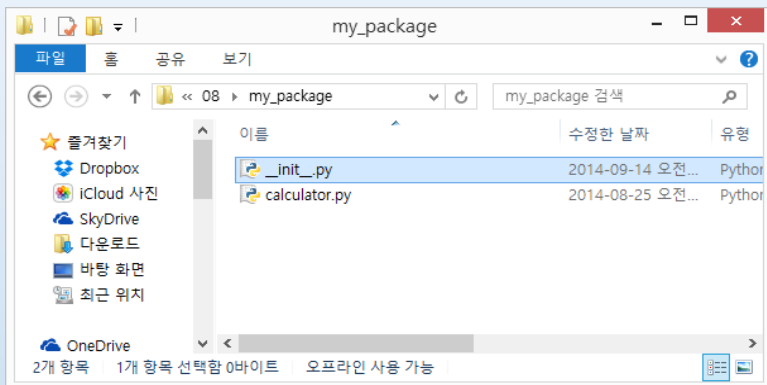 my_package
파일 홈 공유 보기
« 08 ▸ my_package my_package 검색
이름 수정한 날짜 유형
즐겨찾기
Dropbox
iCloud 사진
SkyDrive
다운로드
바탕 화면
최근 위치
OneDrive
__init__.py 2014-09-14 오전... Python
calculator.py 2014-08-25 오전... Python
2개 항목 1개 항목 선택함 0바이트 오프라인 사용 가능